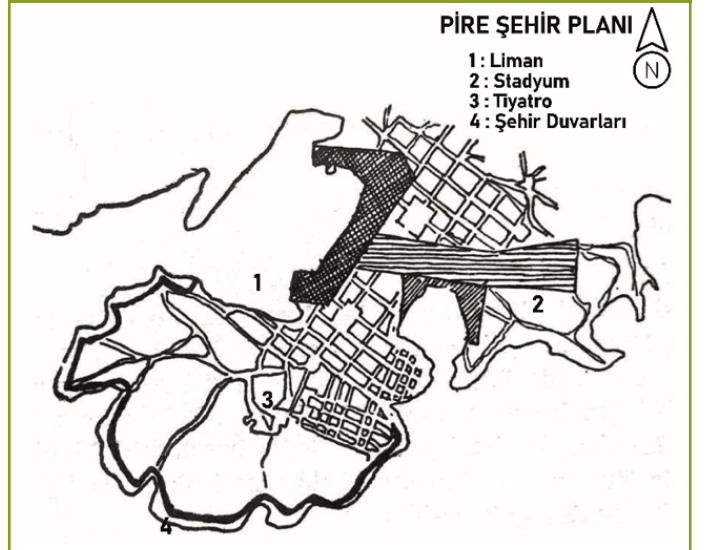 PİRE ŞEHİR PLANI
N
1 : Liman
2 : Stadyum
3 : Tiyatro
4 : Şehir Duvarları
1
2
3
4